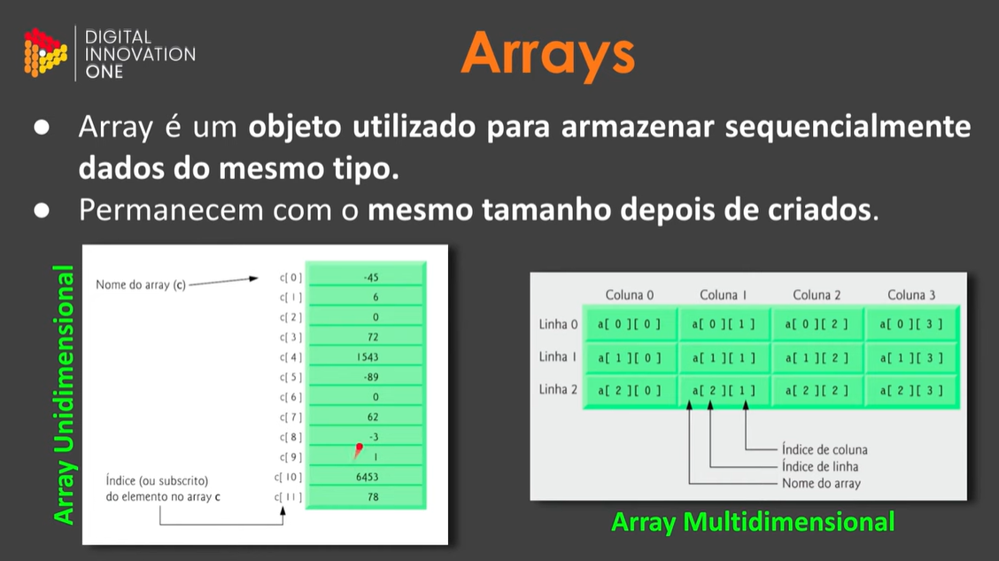 DIGITAL
INNOVATION
ONE
Arrays
● Array é um objeto utilizado para armazenar sequencialmente
dados do mesmo tipo.
● Permanecem com o mesmo tamanho depois de criados.
Array Unidimensional
Nome do array (c)
c[ 0 ] -45
c[ 1 ] 6
c[ 2 ] 0
c[ 3 ] 72
c[ 4 ] 1543
c[ 5 ] -89
c[ 6 ] 0
c[ 7 ] 62
c[ 8 ] -3
c[ 9 ] 1
c[ 10 ] 6453
c[ 11 ] 78
Índice (ou subscrito)
do elemento no array c
Coluna 0 Coluna 1 Coluna 2 Coluna 3
Linha 0 a[ 0 ][ 0 ] a[ 0 ][ 1 ] a[ 0 ][ 2 ] a[ 0 ][ 3 ]
Linha 1 a[ 1 ][ 0 ] a[ 1 ][ 1 ] a[ 1 ][ 2 ] a[ 1 ][ 3 ]
Linha 2 a[ 2 ][ 0 ] a[ 2 ][ 1 ] a[ 2 ][ 2 ] a[ 2 ][ 3 ]
Índice de coluna
Índice de linha
Nome do array
Array Multidimensional